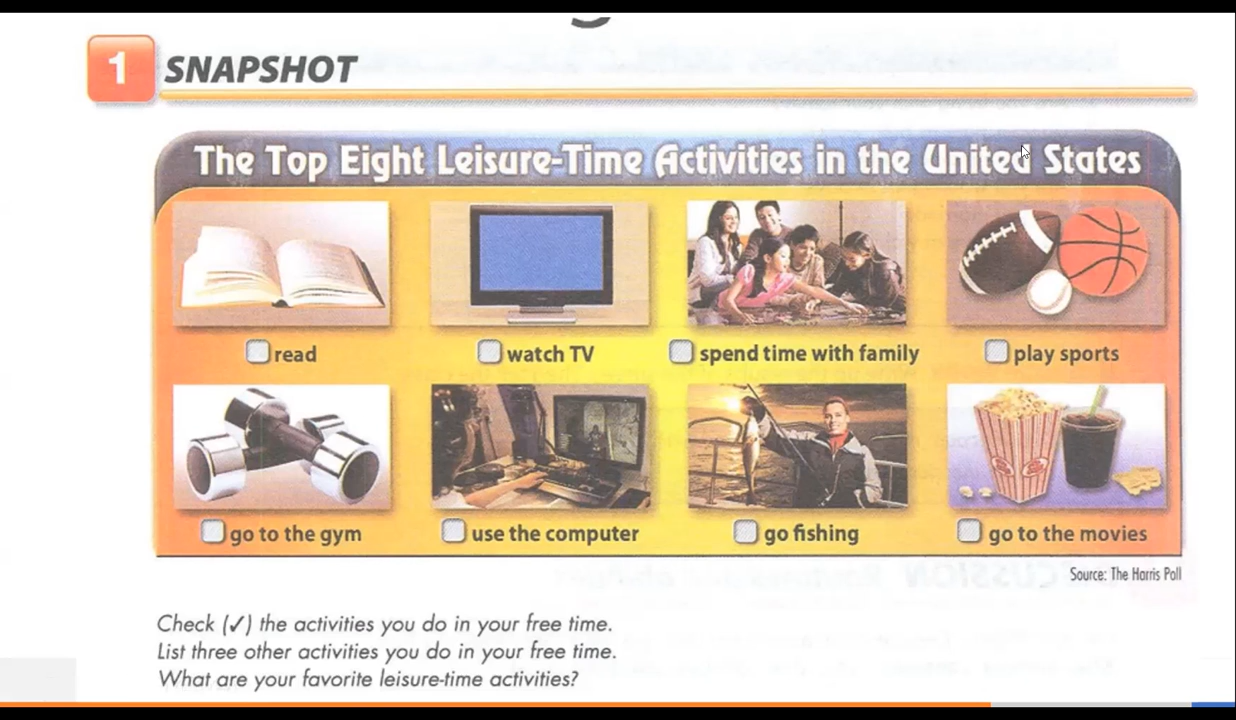 1 SNAPSHOT
The Top Eight Leisure-Time Activities in the United States
read
watch TV
spend time with family
play sports
go to the gym
use the computer
go fishing
go to the movies
Source: The Harris Poll
Check (✓) the activities you do in your free time.
List three other activities you do in your free time.
What are your favorite leisure-time activities?